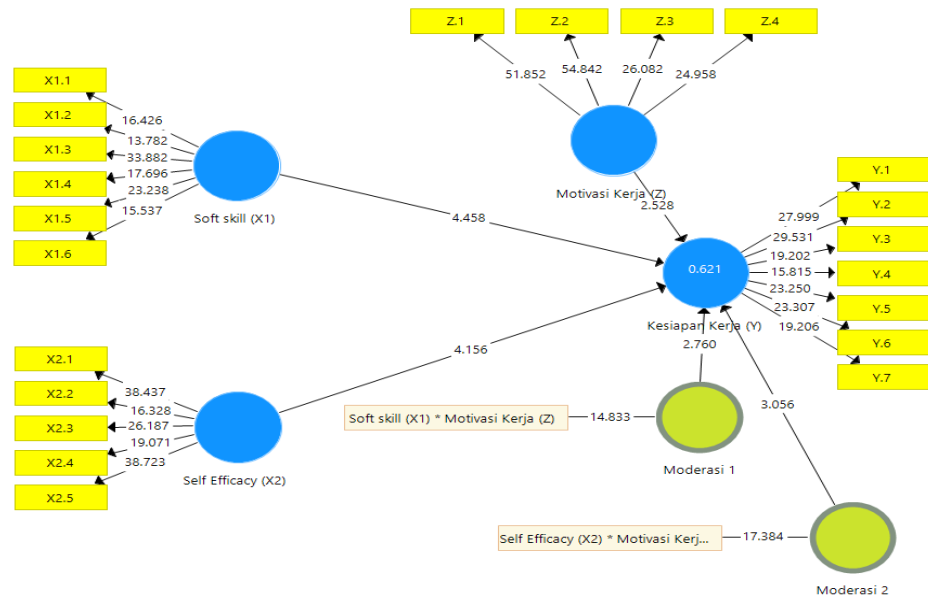 Z.1
Z.2
Z.3
Z.4
51.852
54.842
26.082
24.958
Motivasi Kerja (Z)
2.528
X1.1
X1.2
X1.3
X1.4
X1.5
X1.6
16.426
13.782
33.882
17.696
23.238
15.537
Soft skill (X1)
4.458
Y.1
Y.2
Y.3
Y.4
Y.5
Y.6
Y.7
27.999
29.531
19.202
15.815
23.250
23.307
19.206
0.621
Kesiapan Kerja (Y)
X2.1
X2.2
X2.3
X2.4
X2.5
38.437
16.328
26.187
19.071
38.723
Self Efficacy (X2)
4.156
2.760
Soft skill (X1) * Motivasi Kerja (Z)
14.833
Moderasi 1
3.056
Self Efficacy (X2) * Motivasi Kerj...
17.384
Moderasi 2